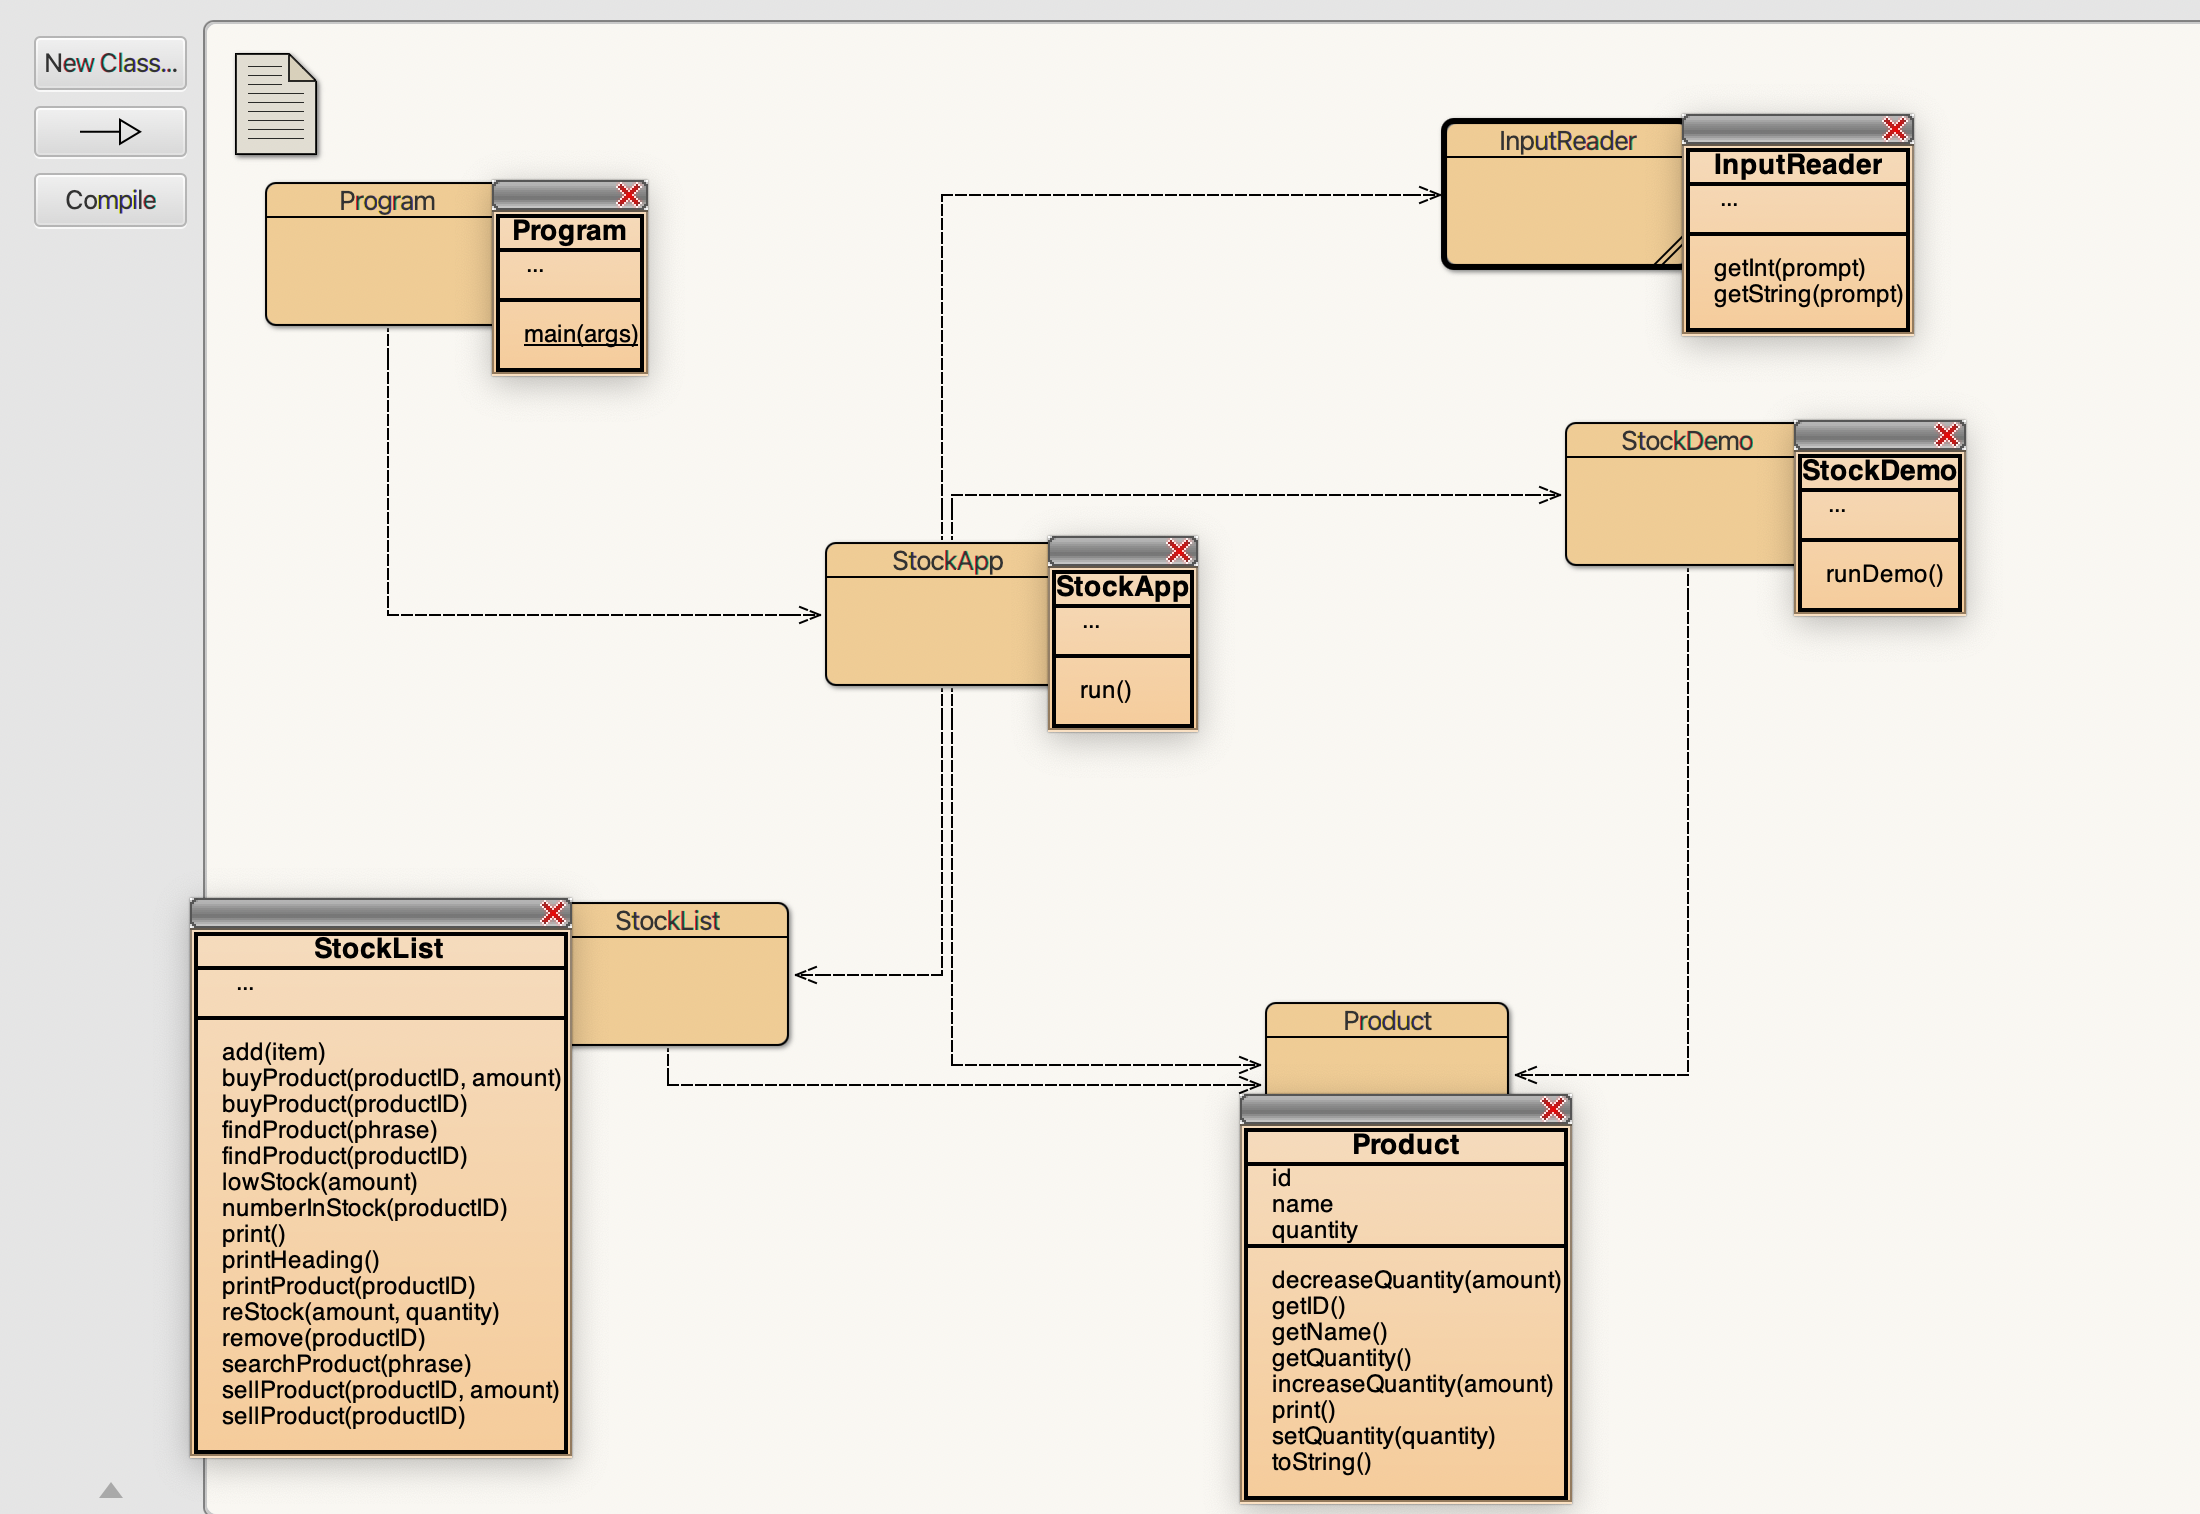 New Class...
Compile
Program
Program
...
main(args)
InputReader
InputReader
...
getInt(prompt)
getString(prompt)
StockDemo
StockDemo
...
runDemo()
StockApp
StockApp
...
run()
StockList
StockList
...
add(item)
buyProduct(productID, amount)
buyProduct(productID)
findProduct(phrase)
findProduct(productID)
lowStock(amount)
numberInStock(productID)
print()
printHeading()
printProduct(productID)
reStock(amount, quantity)
remove(productID)
searchProduct(phrase)
sellProduct(productID, amount)
sellProduct(productID)
Product
Product
id
name
quantity
decreaseQuantity(amount)
getID()
getName()
getQuantity()
increaseQuantity(amount)
print()
setQuantity(quantity)
toString()